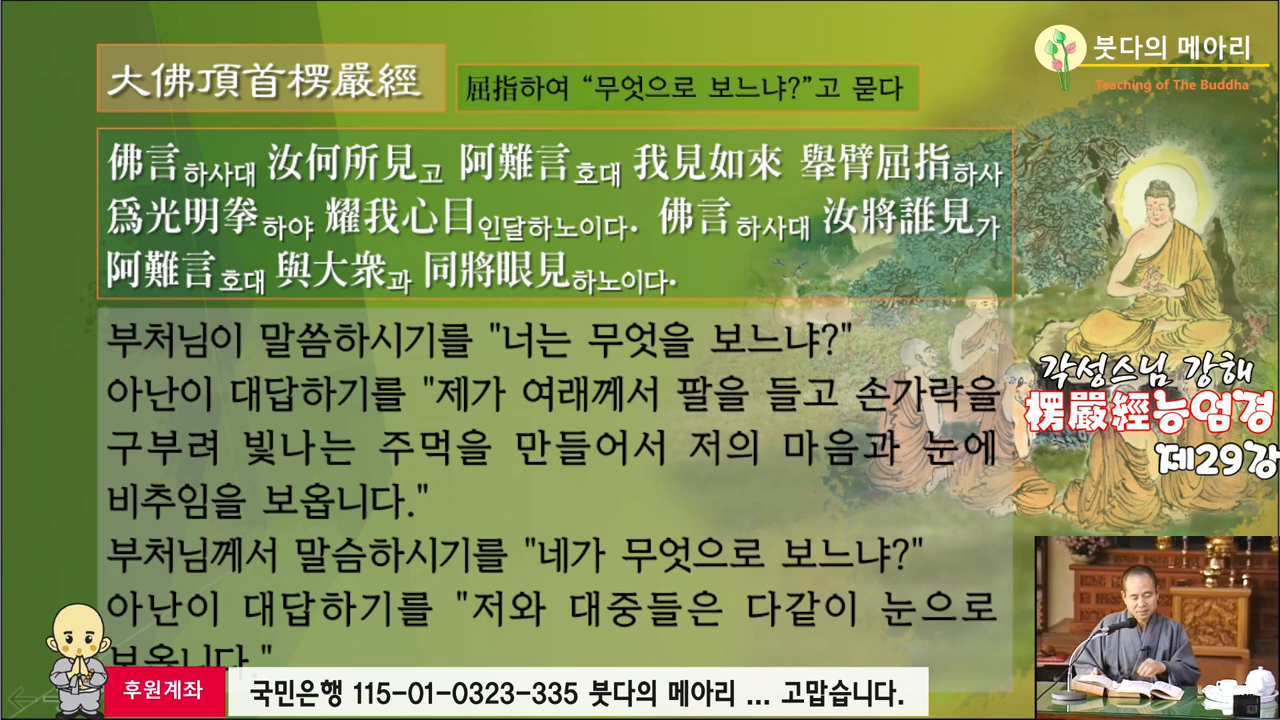 붓다의 메아리
Teaching of The Buddha
大佛頂首楞嚴經
屈指하여 “무엇으로 보느냐?”고 묻다
佛言하사대 汝何所見고 阿難言호대 我見如來 擧臂屈指하사
爲光明拳하야 耀我心目인달하노이다. 佛言하사대 汝將誰見가
阿難言호대 與大衆과 同將眼見하노이다.
부처님이 말씀하시기를 "너는 무엇을 보느냐?"
아난이 대답하기를 "제가 여래께서 팔을 들고 손가락을
구부려 빛나는 주먹을 만들어서 저의 마음과 눈에
비추임을 보옵니다."
부처님께서 말슴하시기를 "네가 무엇으로 보느냐?"
아난이 대답하기를 "저와 대중들은 다같이 눈으로
보옵니다."
각성스님 강해
楞嚴經능엄경
제29강
후원계좌
국민은행 115-01-0323-335 붓다의 메아리 ... 고맙습니다.